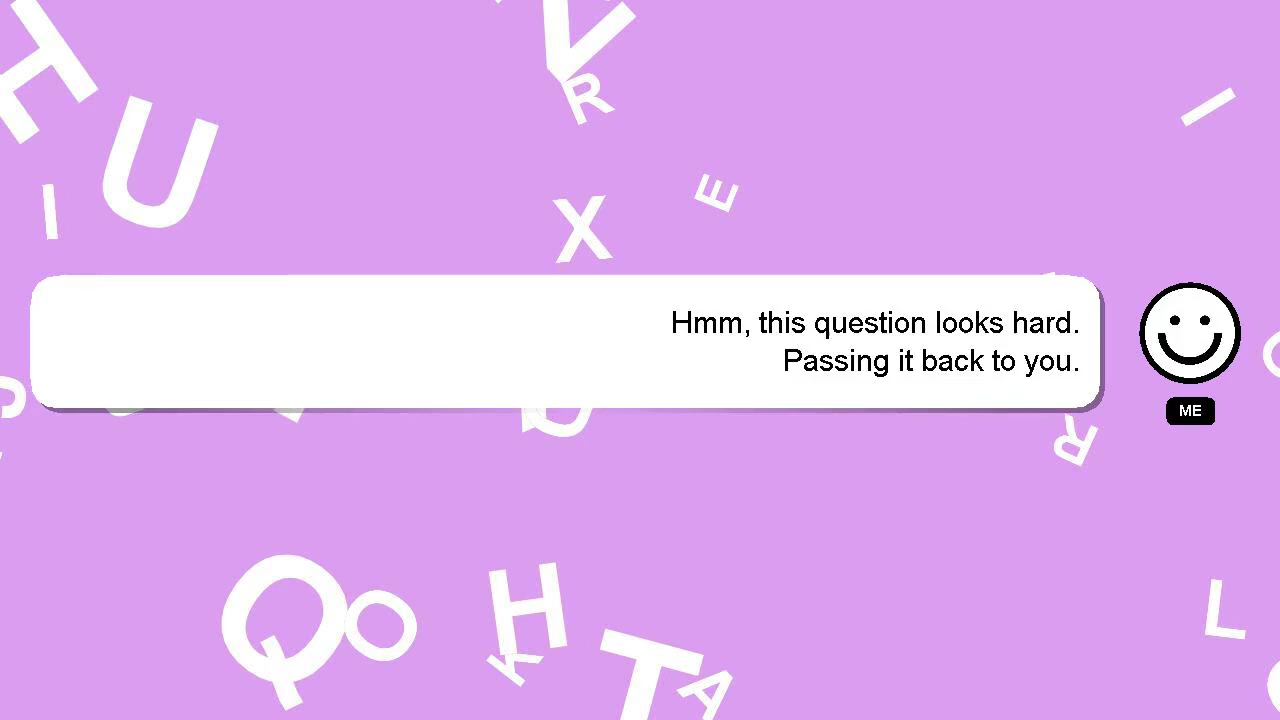 H
U
V
R
I
E
I
X
Hmm, this question looks hard.
Passing it back to you.
ME
R
Q
O
H
K
T
A
L